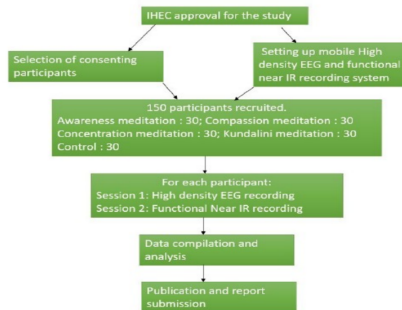 IHEC approval for the study
Selection of consenting
participants
Setting up mobile High
density EEG and functional
near IR recording system
150 participants recruited.
Awareness meditation : 30; Compassion meditation : 30
Concentration meditation : 30; Kundalini meditation : 30
Control : 30
For each participant:
Session 1: High density EEG recording
Session 2: Functional Near IR recording
Data compilation and
analysis
Publication and report
submission